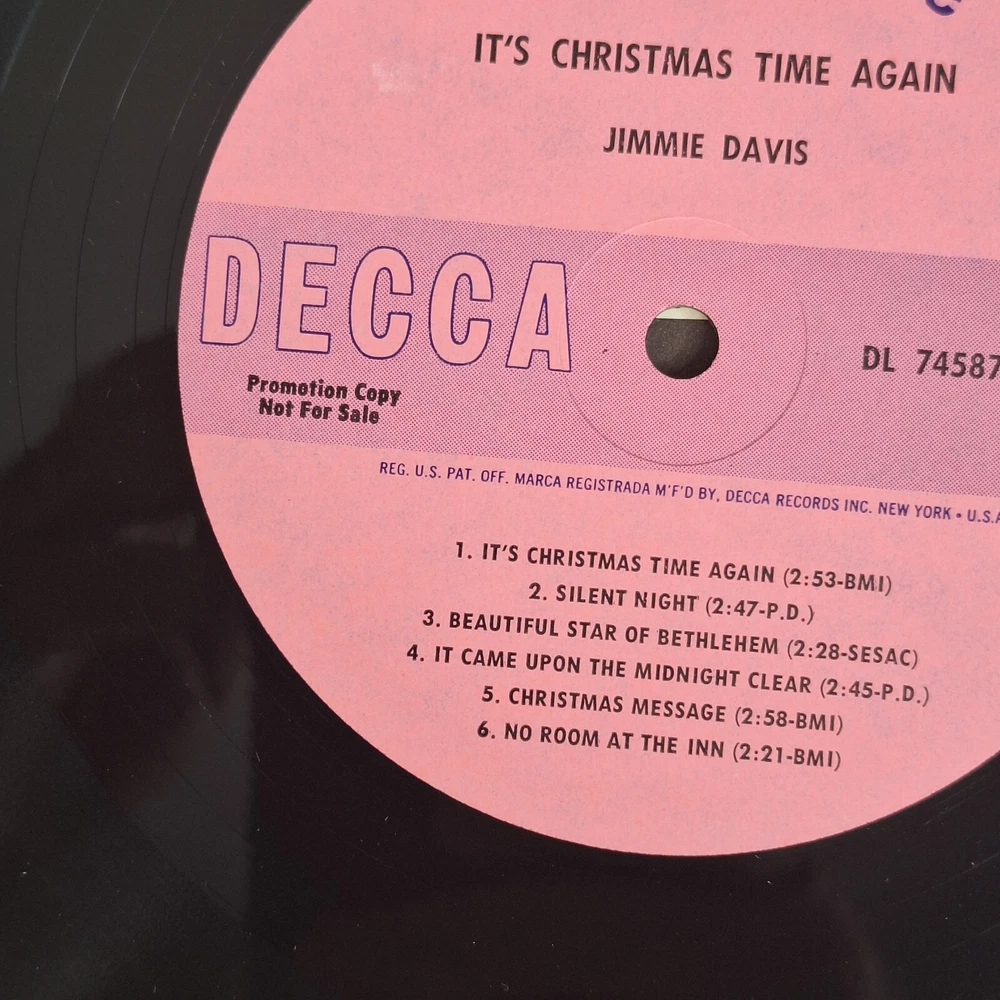 IT'S CHRISTMAS TIME AGAIN
JIMMIE DAVIS
DECCA
DL 74587
Promotion Copy
Not For Sale
REG. U.S. PAT. OFF. MARCA REGISTRADA M'F'D BY, DECCA RECORDS INC. NEW YORK • U.S.A
1. IT'S CHRISTMAS TIME AGAIN (2:53-BMI)
2. SILENT NIGHT (2:47-P.D.)
3. BEAUTIFUL STAR OF BETHLEHEM (2:28-SESAC)
4. IT CAME UPON THE MIDNIGHT CLEAR (2:45-P.D.)
5. CHRISTMAS MESSAGE (2:58-BMI)
6. NO ROOM AT THE INN (2:21-BMI)